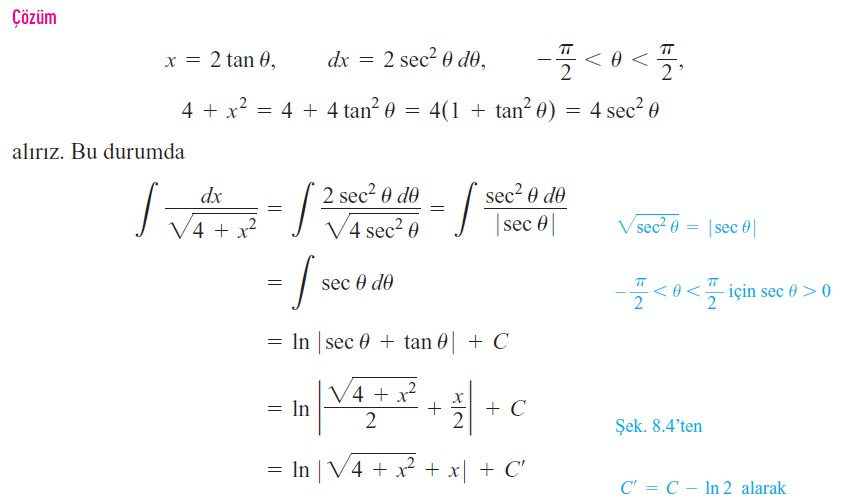 Çözüm
x = 2 tan θ, dx = 2 sec² θ dθ, −π/2 < θ < π/2,
4 + x² = 4 + 4 tan² θ = 4(1 + tan² θ) = 4 sec² θ
alırız. Bu durumda
∫ dx/√(4 + x²) = ∫ 2 sec² θ dθ/√(4 sec² θ) = ∫ sec² θ dθ/|sec θ| √(sec² θ) = |sec θ|
= ∫ sec θ dθ −π/2 < θ < π/2 için sec θ > 0
= ln |sec θ + tan θ| + C
= ln |√(4 + x²)/2 + x/2| + C Şek. 8.4’ten
= ln |√(4 + x²) + x| + C′ C′ = C − ln 2 alarak